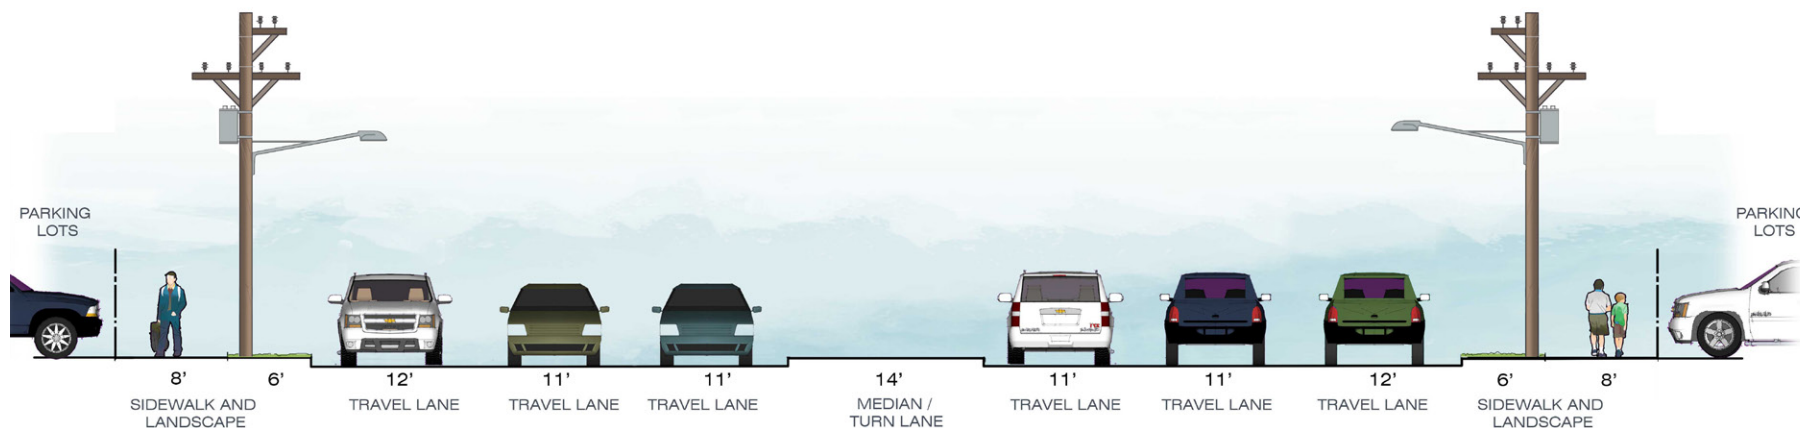 PARKING
LOTS
PARKING
LOTS
8’ 6’ 12’ 11’ 11’ 14’ 11’ 11’ 12’ 6’ 8’
SIDEWALK AND
LANDSCAPE
TRAVEL LANE
TRAVEL LANE
TRAVEL LANE
MEDIAN /
TURN LANE
TRAVEL LANE
TRAVEL LANE
TRAVEL LANE
SIDEWALK AND
LANDSCAPE